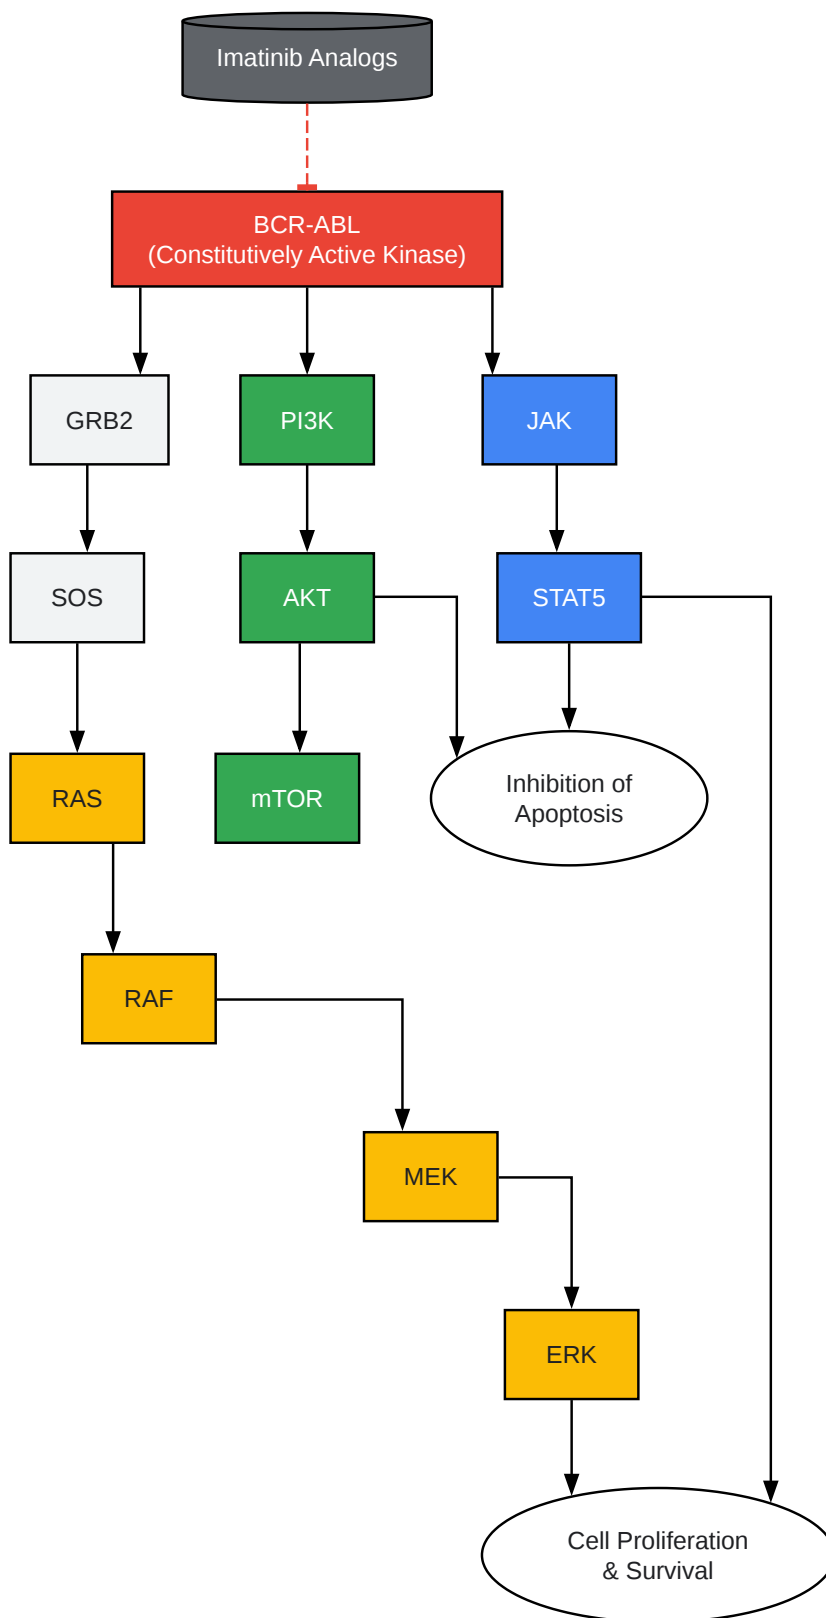 Imatinib Analogs
BCR-ABL
(Constitutively Active Kinase)
GRB2
PI3K
JAK
SOS
AKT
STAT5
RAS
mTOR
Inhibition of
Apoptosis
RAF
MEK
ERK
Cell Proliferation
& Survival